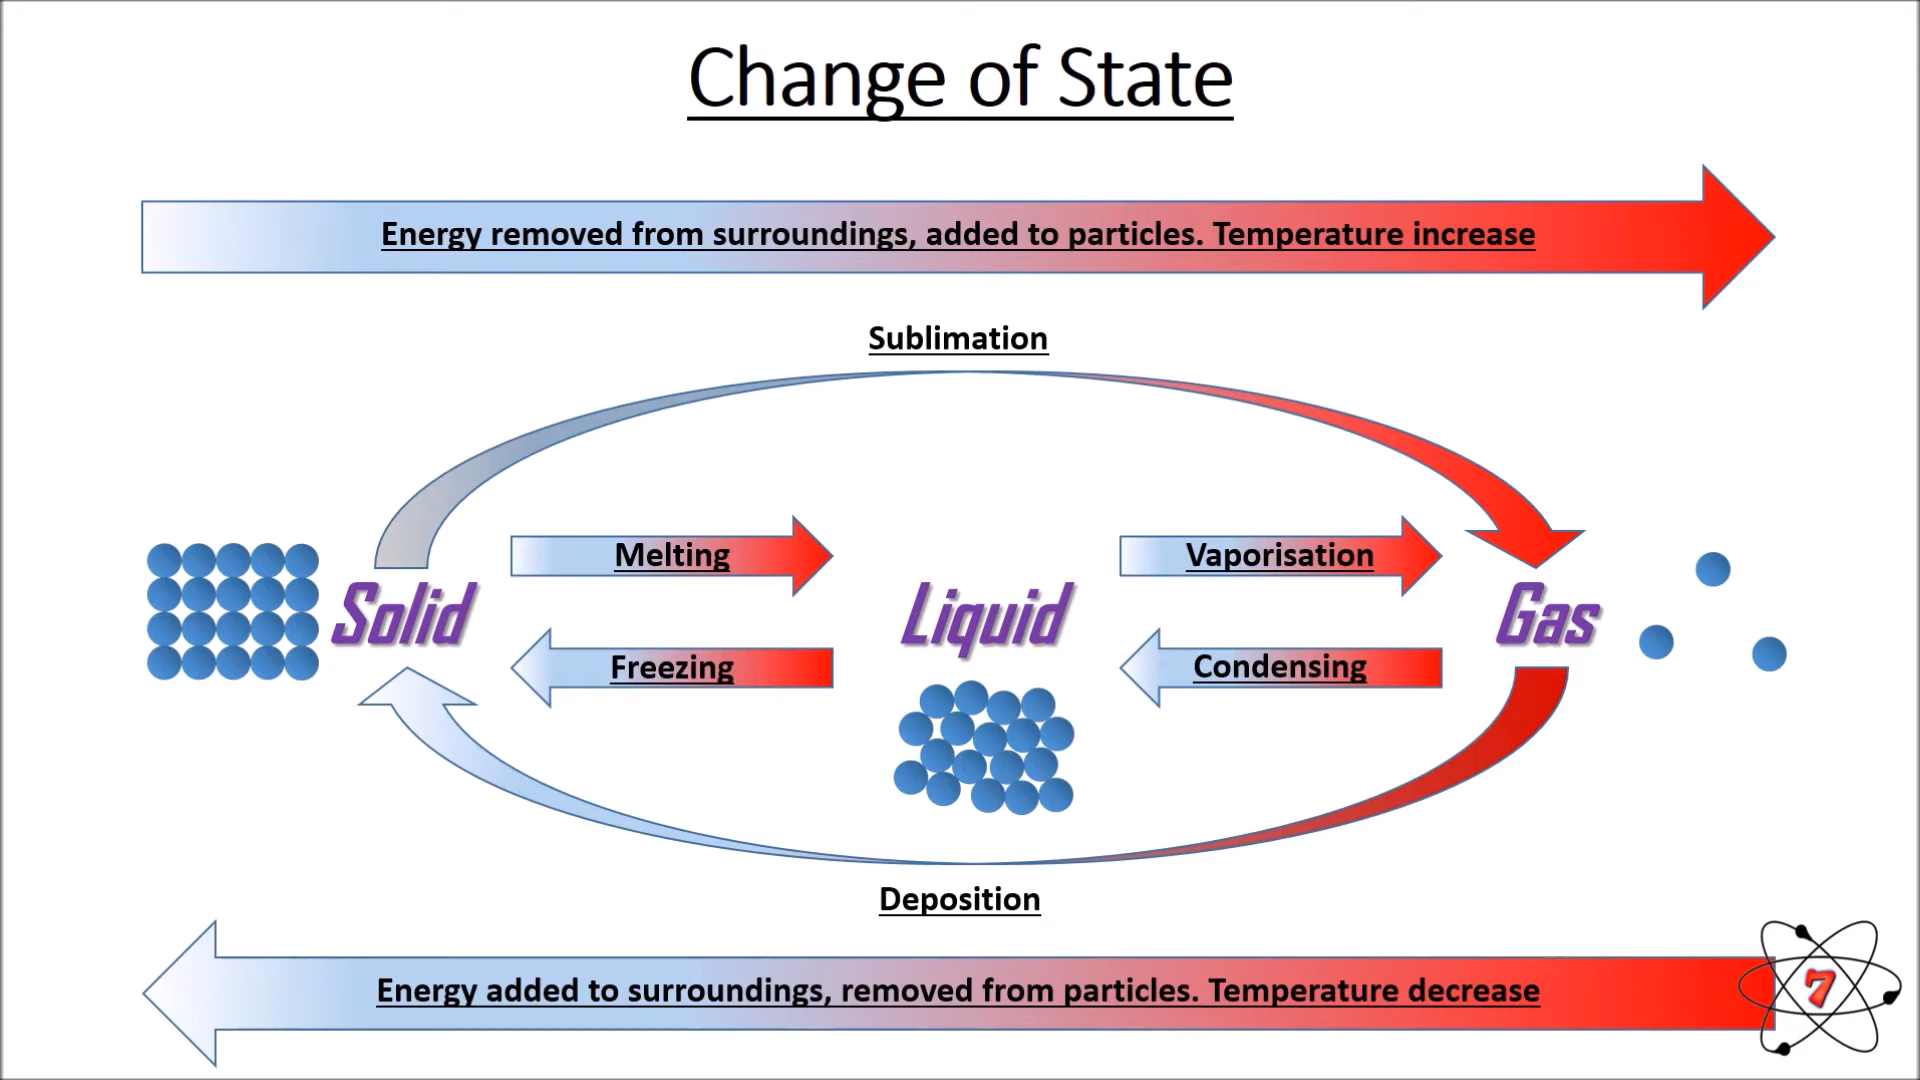 Change of State
Energy removed from surroundings, added to particles. Temperature increase
Sublimation
Melting
Vaporisation
Solid
Liquid
Gas
Freezing
Condensing
Deposition
Energy added to surroundings, removed from particles. Temperature decrease
7